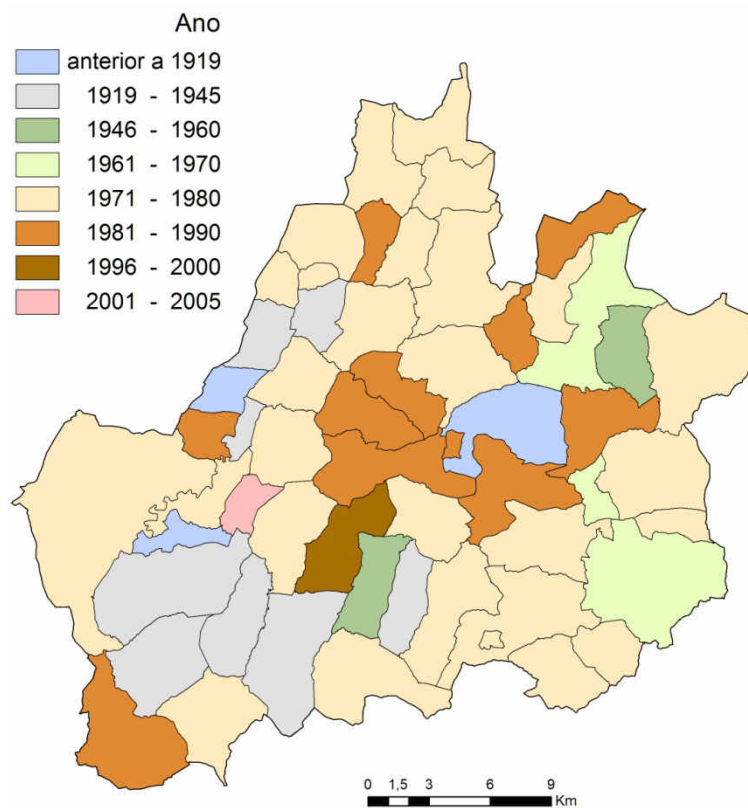 Ano
anterior a 1919
1919 - 1945
1946 - 1960
1961 - 1970
1971 - 1980
1981 - 1990
1996 - 2000
2001 - 2005
0 1,5 3 6 9
Km